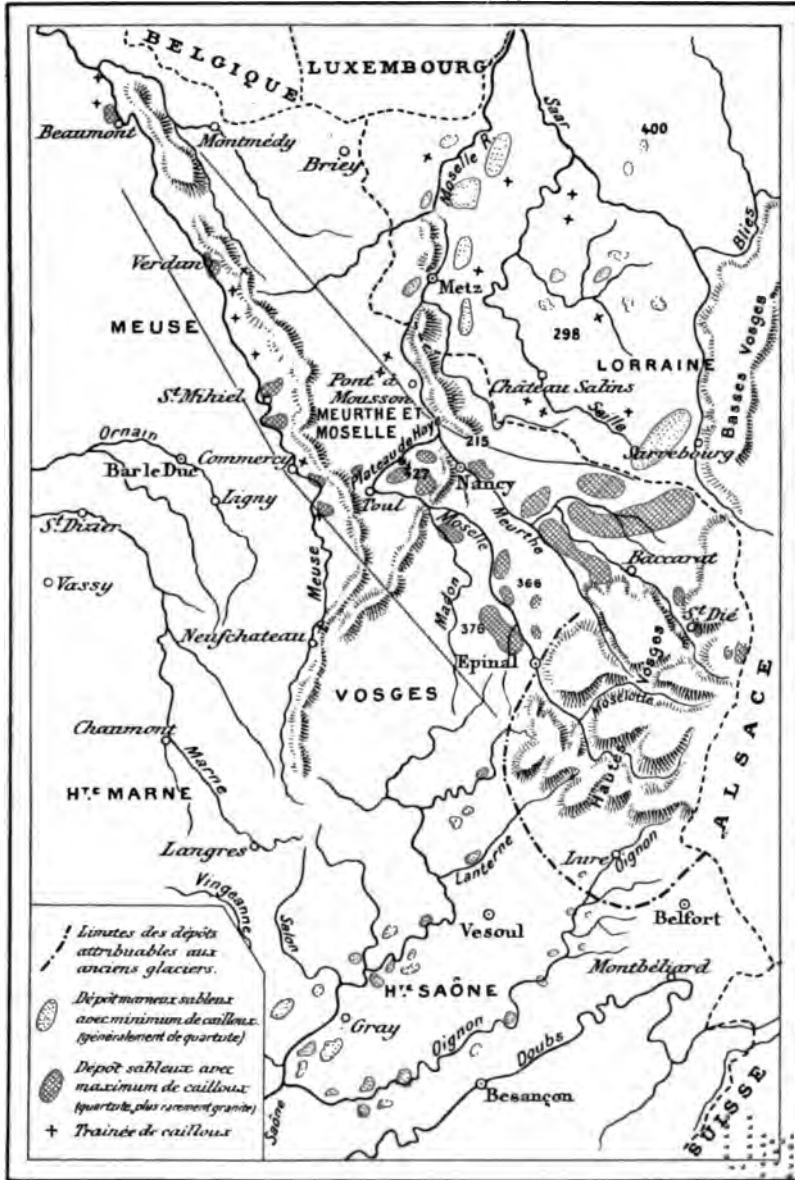 BELGIQUE
LUXEMBOURG
Saar
400
Beaumont
Montmédy
Briey
Moselle R.
Blies
Verdun
Metz
Basses Vosges
MEUSE
298
LORRAINE
Pont à
Mousson
Château Salins
St Mihiel
MEURTHE ET
MOSELLE
Seille
215
Sarrebourg
Ornain
Commercy
Plateau de Haye
Bar le Duc
427
Nancy
Ligny
Toul
Meurthe
Moselle
St Dizier
Baccarat
Vassy
Meuse
Madon
366
St Dié
Neufchateau
376
Epinal
Hautes Vosges
VOSGES
Moselotte
Chaumont
Marne
ALSACE
HTE MARNE
Langres
Lanterne
Lure
Oignon
Vingeanne
Salon
Vesoul
Belfort
Montbéliard
HTE SAÔNE
Gray
Oignon
Doubs
Besançon
Saône
SUISSE
Limites des dépôts
attribuables aux
anciens glaciers.
Dépôt marneux sableux
avec minimum de cailloux.
(généralement de quartzite)
Dépôt sableux avec
maximum de cailloux
(quartzite, plus rarement granite)
Trainée de cailloux